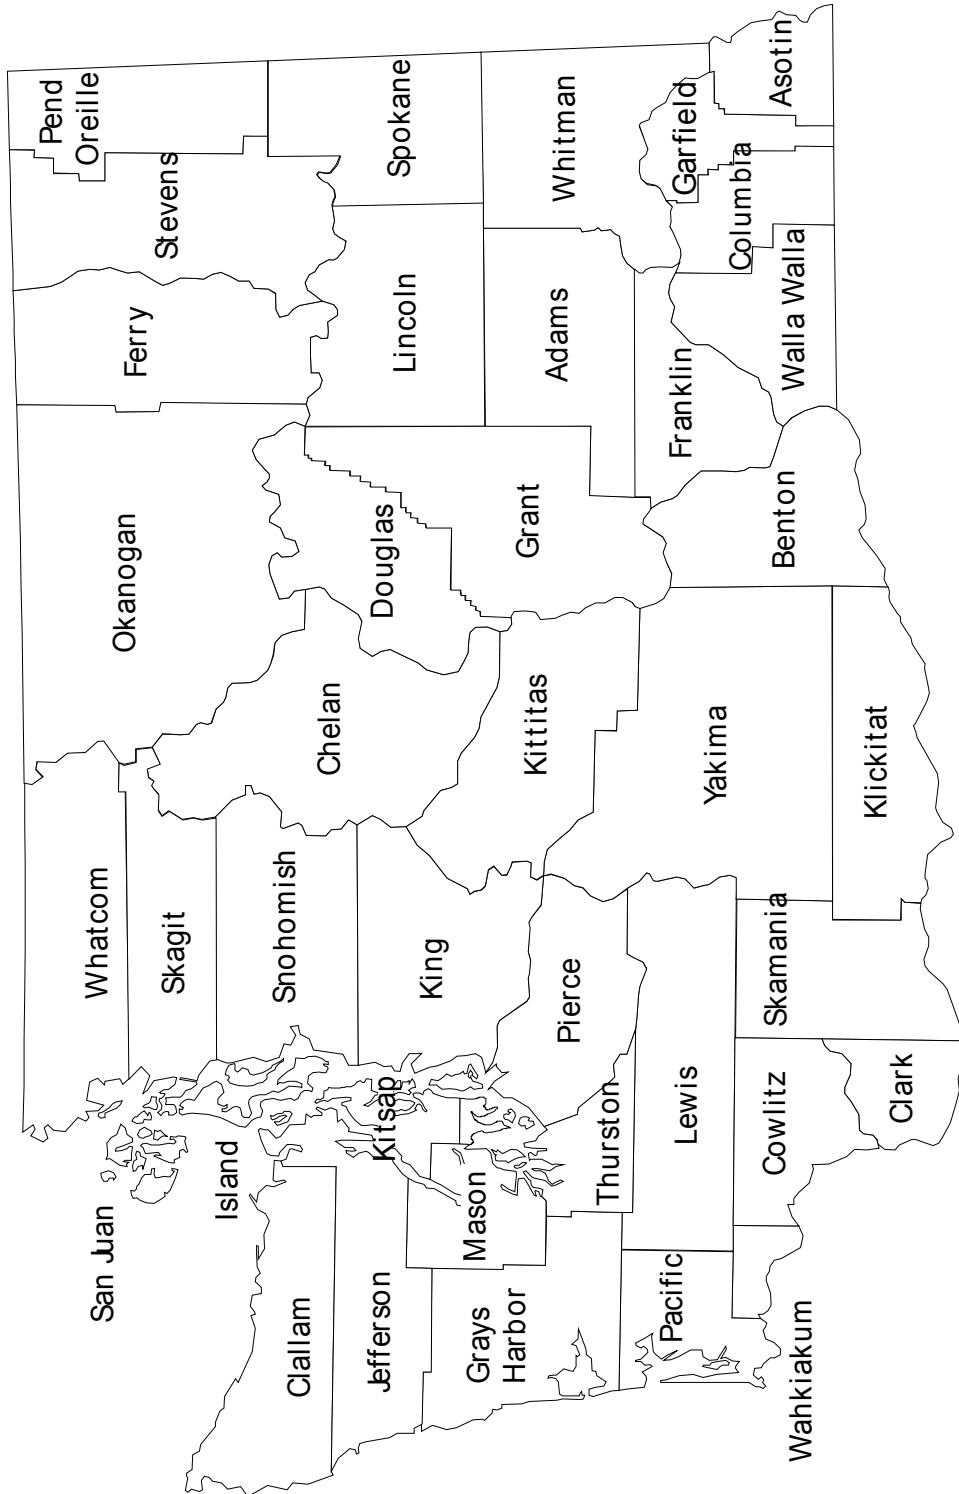 San Juan
Whatcom
Okanogan
Ferry
Stevens
Pend
Oreille
Skagit
Island
Snohomish
Chelan
Clallam
Jefferson
Kitsap
King
Douglas
Lincoln
Spokane
Grays
Harbor
Mason
Kittitas
Grant
Adams
Whitman
Pierce
Thurston
Pacific
Lewis
Yakima
Franklin
Garfield
Columbia
Asotin
Wahkiakum
Cowlitz
Skamania
Benton
Walla Walla
Clark
Klickitat